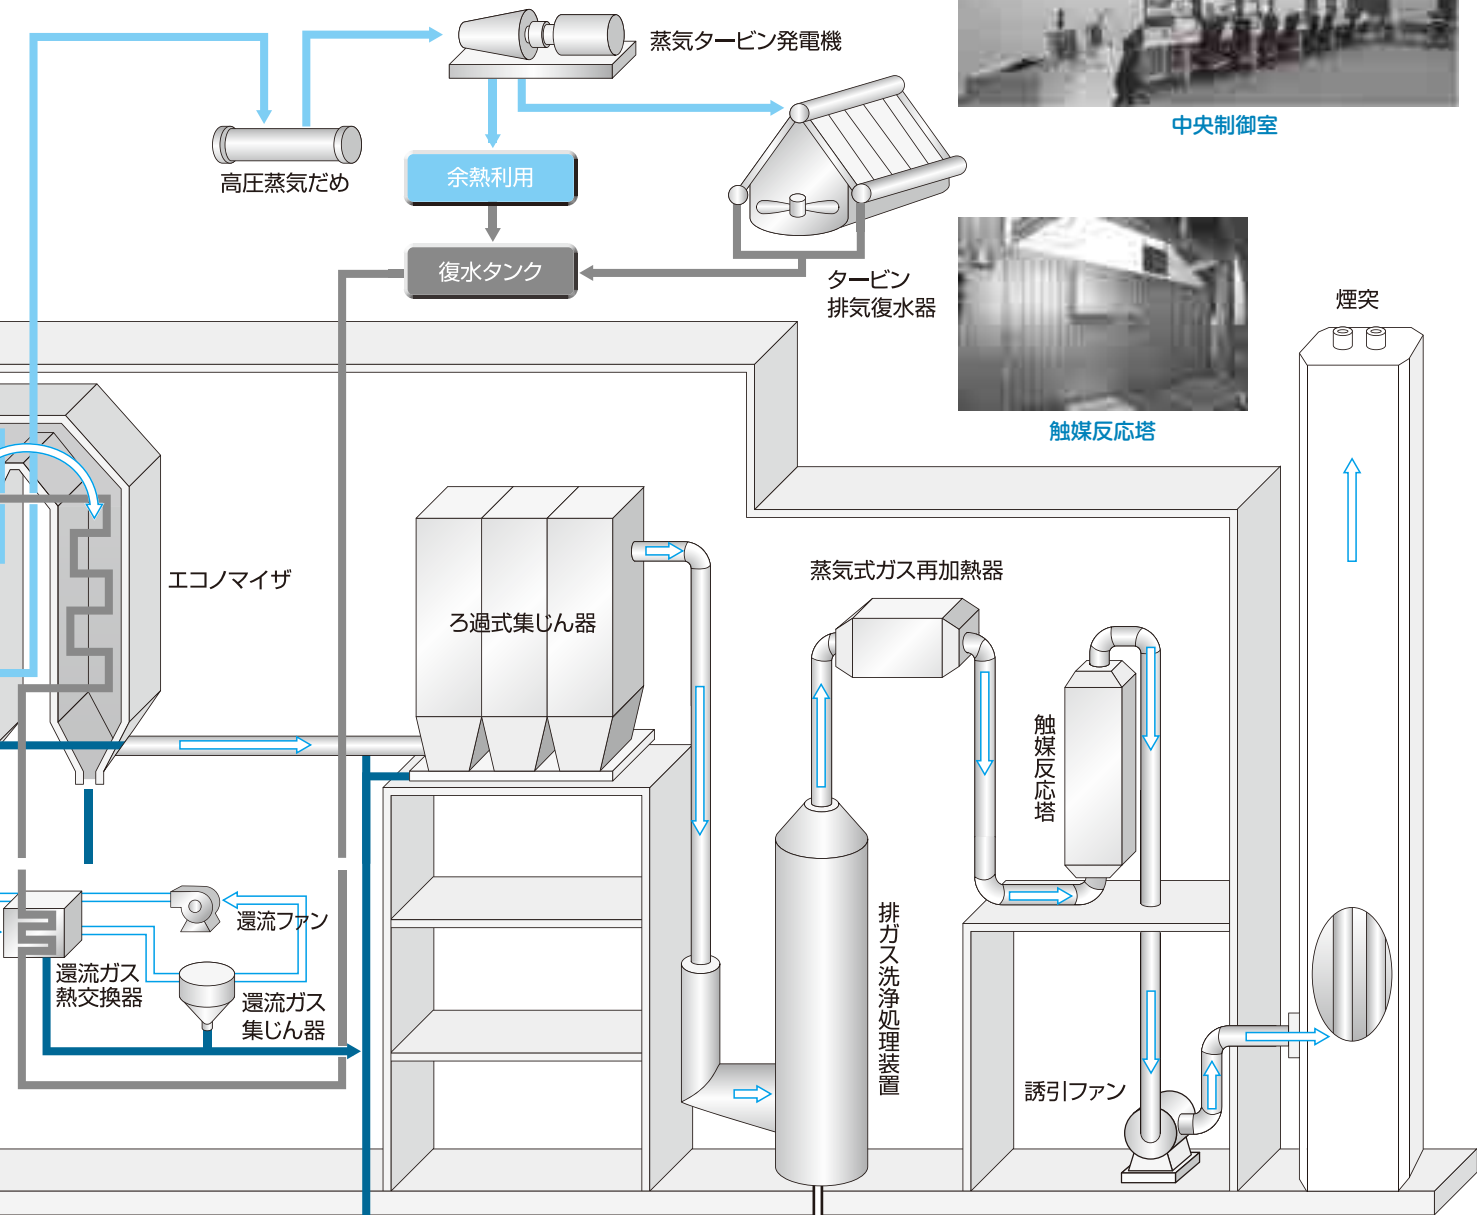 蒸気タービン発電機
中央制御室
高圧蒸気だめ
余熱利用
復水タンク
タービン
排気復水器
煙突
触媒反応塔
エコノマイザ
蒸気式ガス再加熱器
ろ過式集じん器
触媒反応塔
還流ファン
排ガス洗浄処理装置
還流ガス
熱交換器
還流ガス
集じん器
誘引ファン